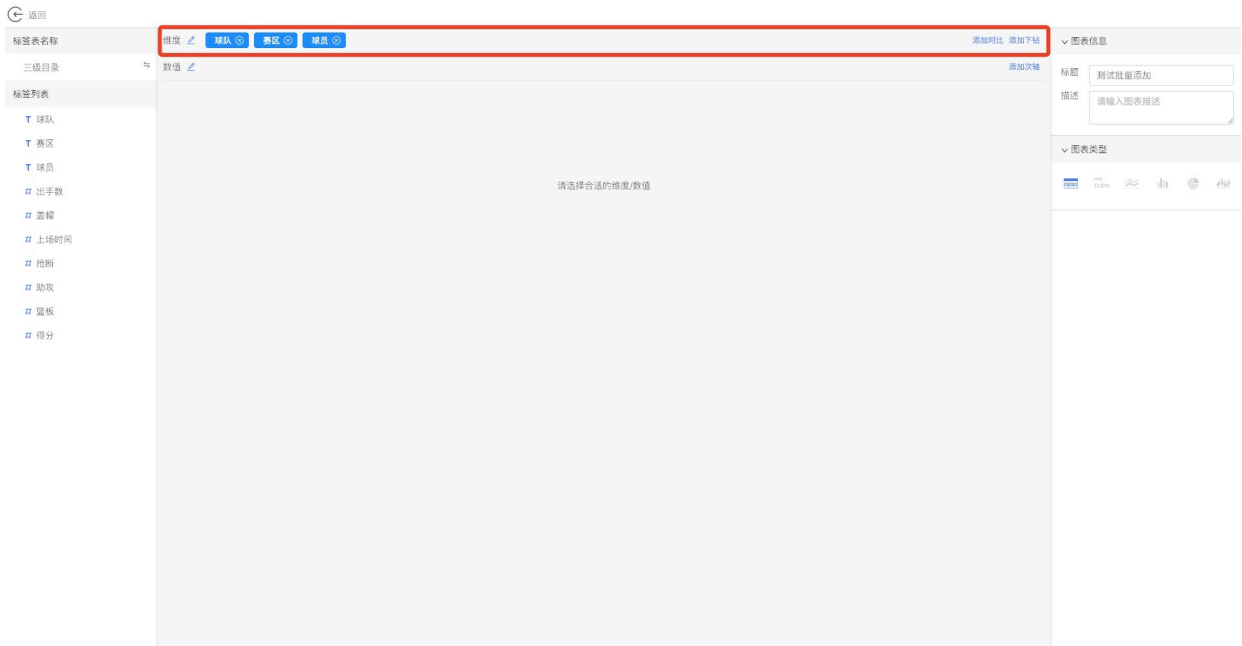 返回
标签表名称
三级目录
标签列表
T 球队
T 赛区
T 球员
# 出手数
# 盖帽
# 上场时间
# 抢断
# 助攻
# 篮板
# 得分
维度 球队 赛区 球员 添加对比 添加下钻
数值 添加次轴
请选择合适的维度/数值
图表信息
标题 测试批量添加
描述 请输入图表描述
图表类型